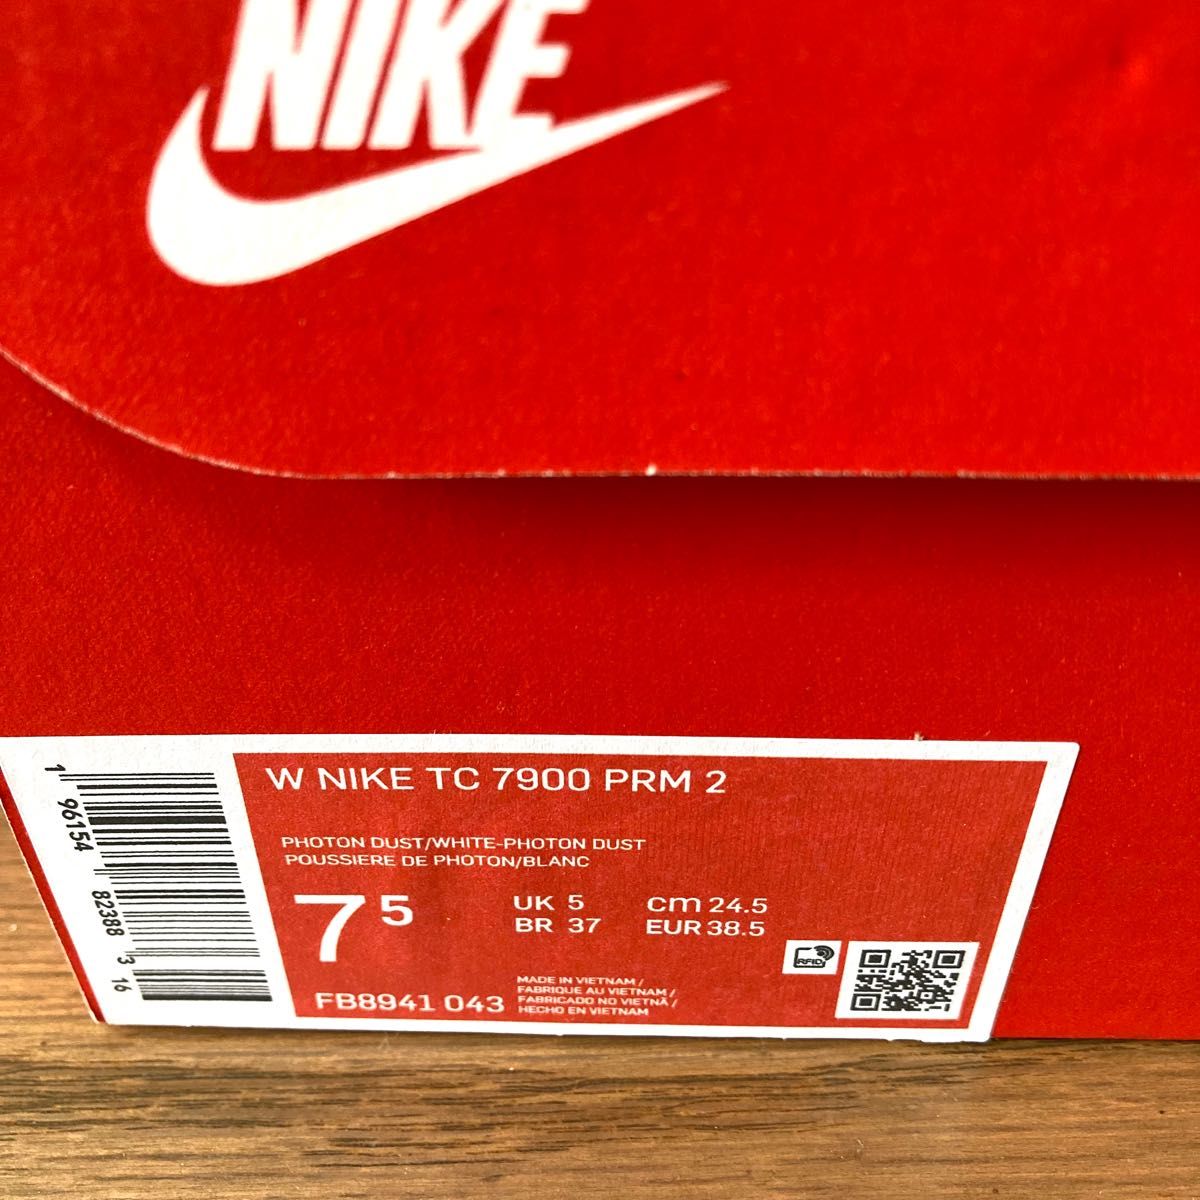 NIKE
W NIKE TC 7900 PRM 2
PHOTON DUST/WHITE-PHOTON DUST
POUSSIERE DE PHOTON/BLANC
7 5
UK 5
BR 37
cm 24.5
EUR 38.5
FB8941 043
MADE IN VIETNAM /
FABRIQUE AU VIETNAM /
FABRICADO NO VIETNÃ /
HECHO EN VIETNAM
RFID
1 96154 82388 3 16